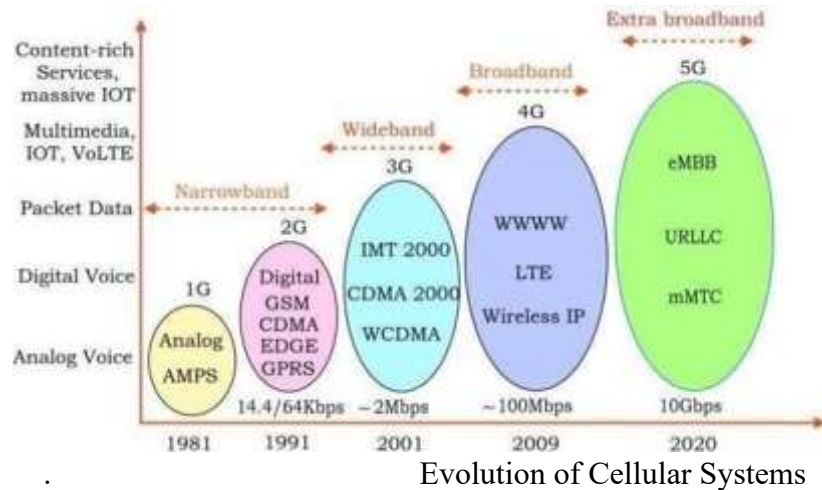 Extra broadband
Content-rich
Services,
massive IOT
Broadband
5G
4G
Multimedia,
IOT, VoLTE
Wideband
3G
eMBB
Narrowband
Packet Data
2G
WWWW
URLLC
IMT 2000
Digital Voice
Digital
LTE
1G
GSM
CDMA 2000
mMTC
CDMA
Wireless IP
Analog
EDGE
WCDMA
Analog Voice
GPRS
AMPS
14.4/64Kbps
~2Mbps
~100Mbps
10Gbps
1981
1991
2001
2009
2020
. Evolution of Cellular Systems